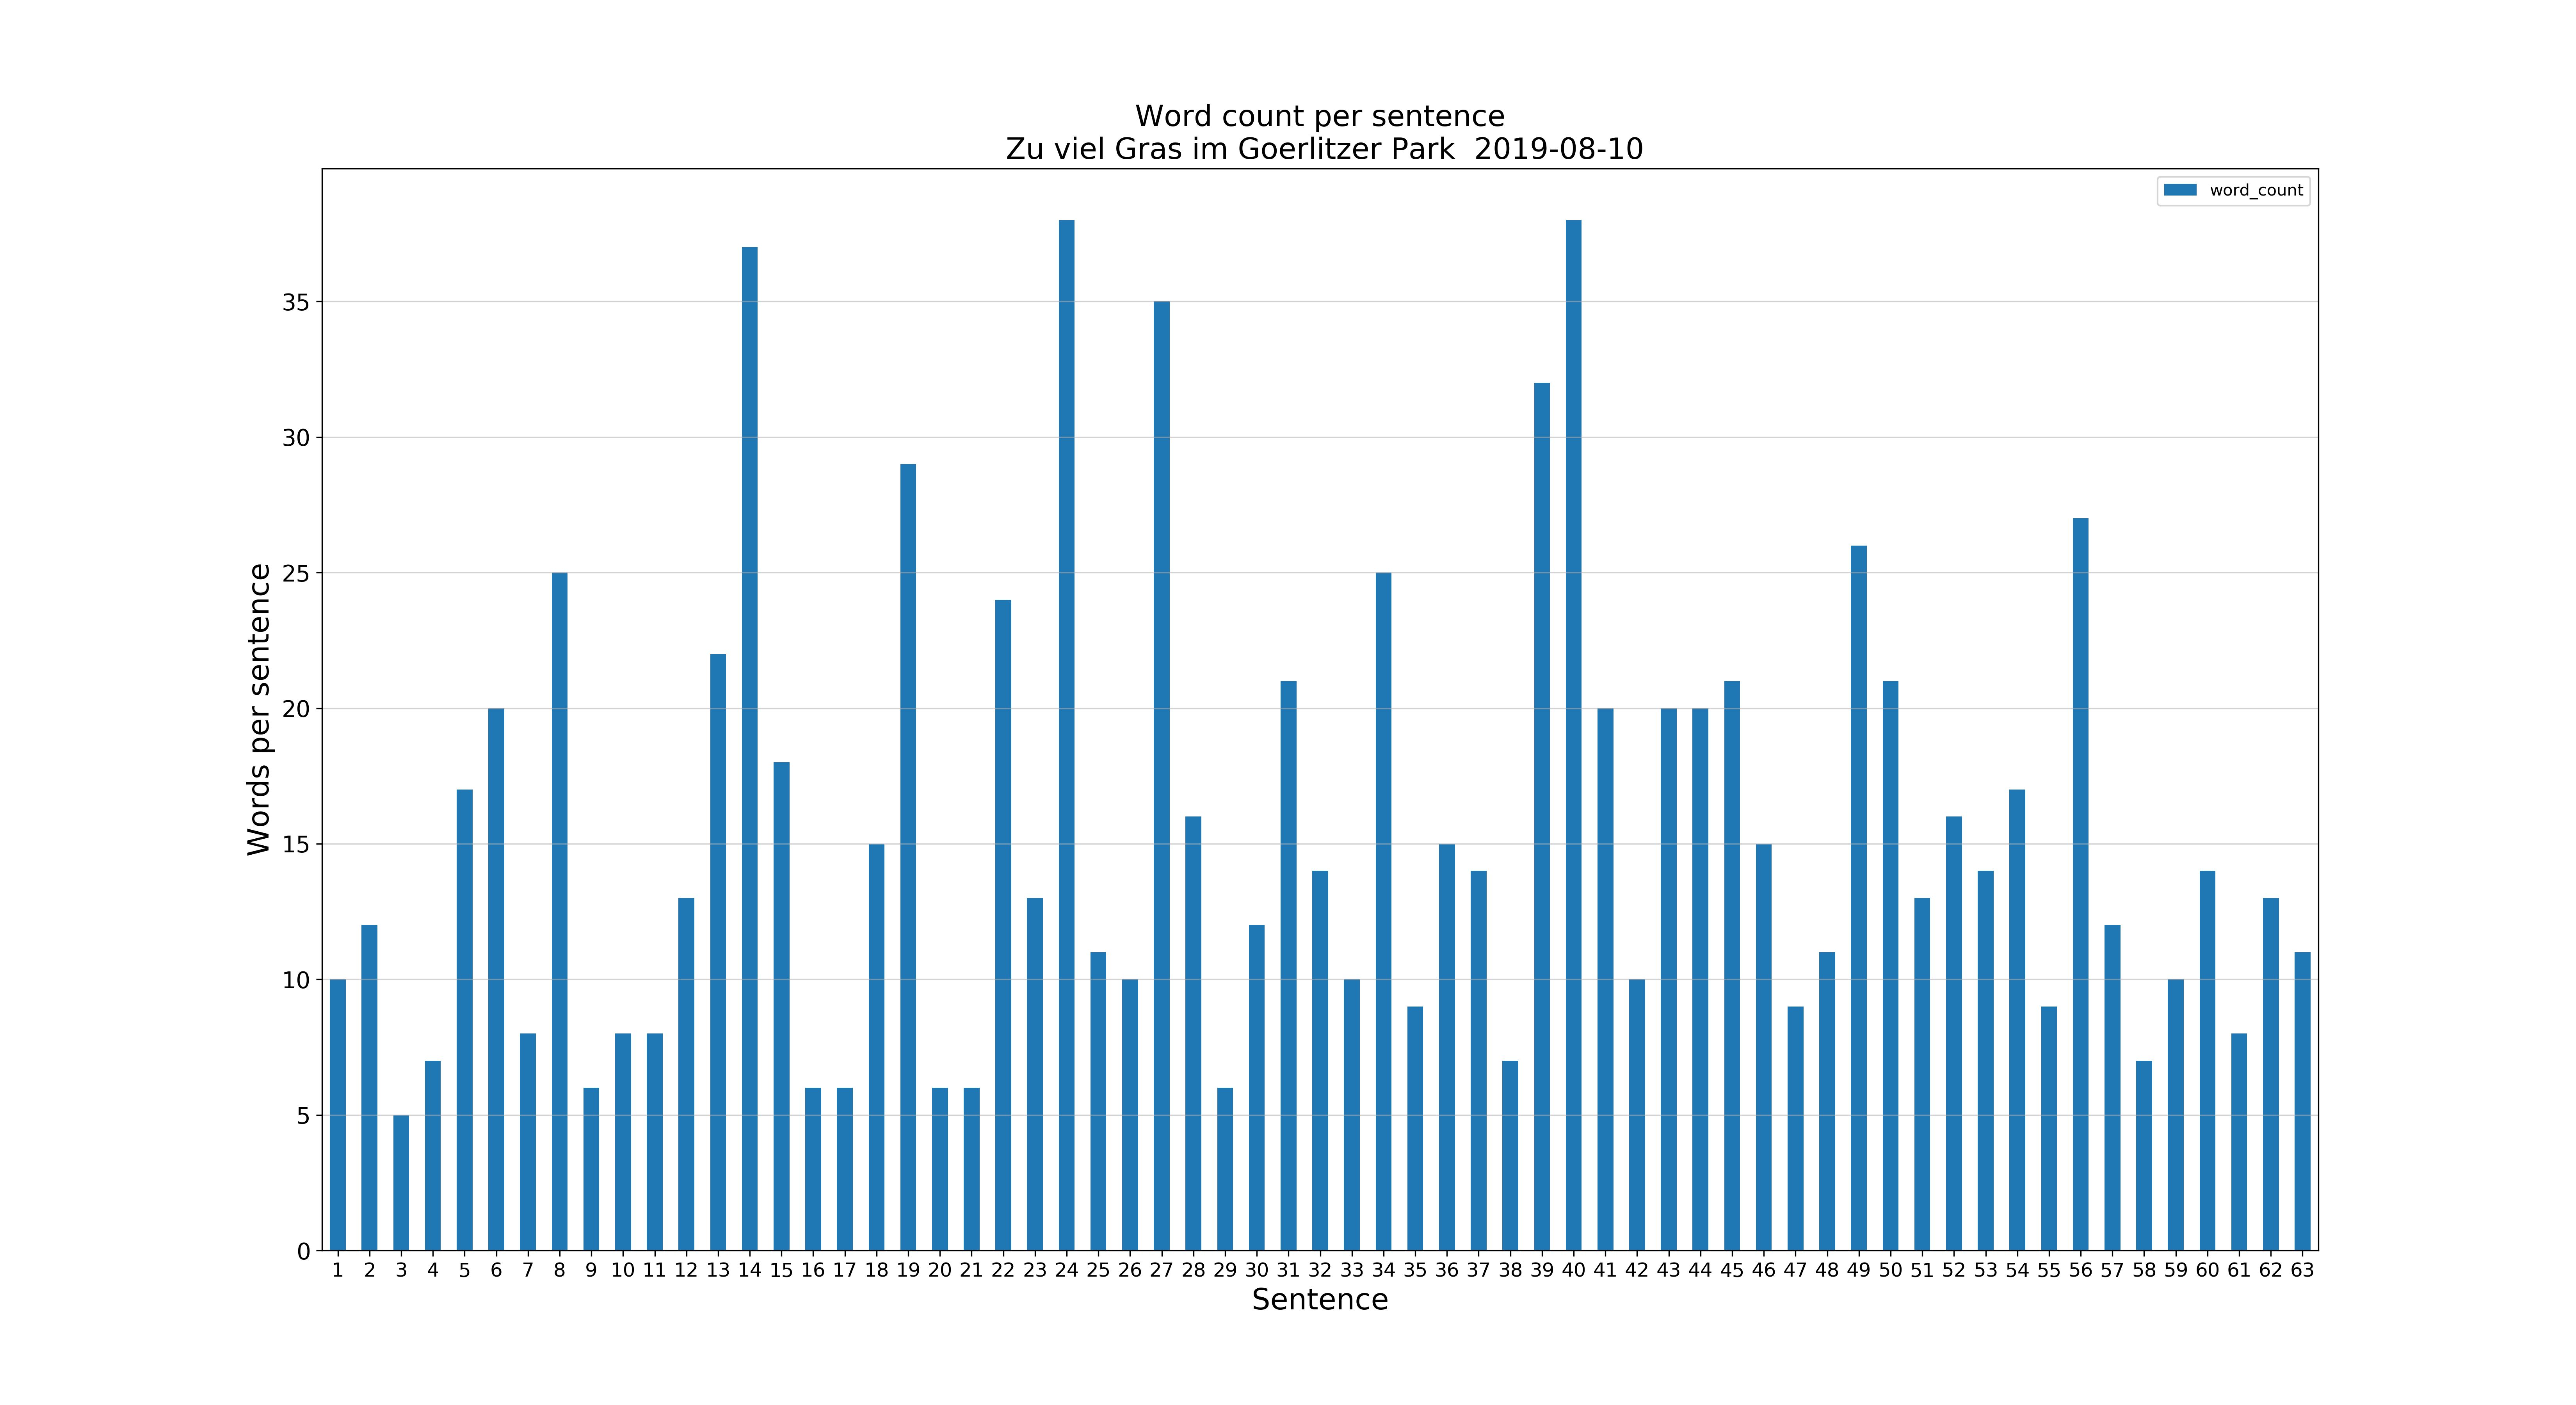 Word count per sentence
Zu viel Gras im Goerlitzer Park  2019-08-10
word_count
Words per sentence
35
30
25
20
15
10
5
0
1 2 3 4 5 6 7 8 9 10 11 12 13 14 15 16 17 18 19 20 21 22 23 24 25 26 27 28 29 30 31 32 33 34 35 36 37 38 39 40 41 42 43 44 45 46 47 48 49 50 51 52 53 54 55 56 57 58 59 60 61 62 63
Sentence